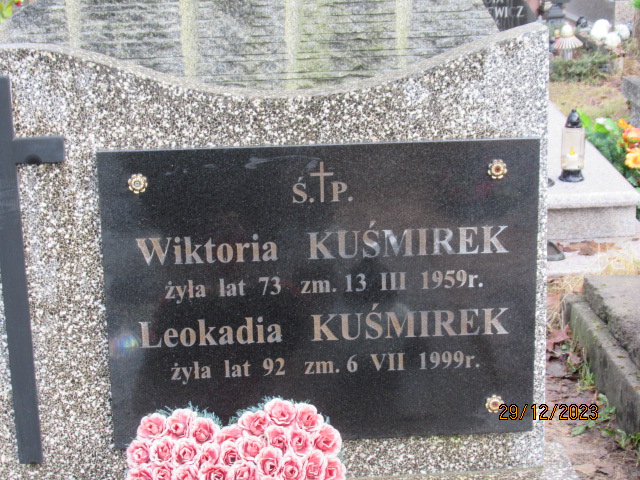 WICZ
Ś.†P.
Wiktoria KUŚMIREK
żyła lat 73 zm. 13 III 1959r.
Leokadia KUŚMIREK
żyła lat 92 zm. 6 VII 1999r.
29/12/2023